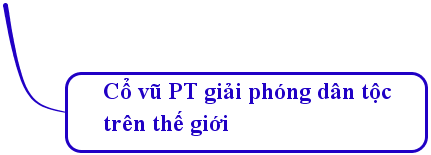 Cổ vũ PT giải phóng dân tộc
trên thế giới